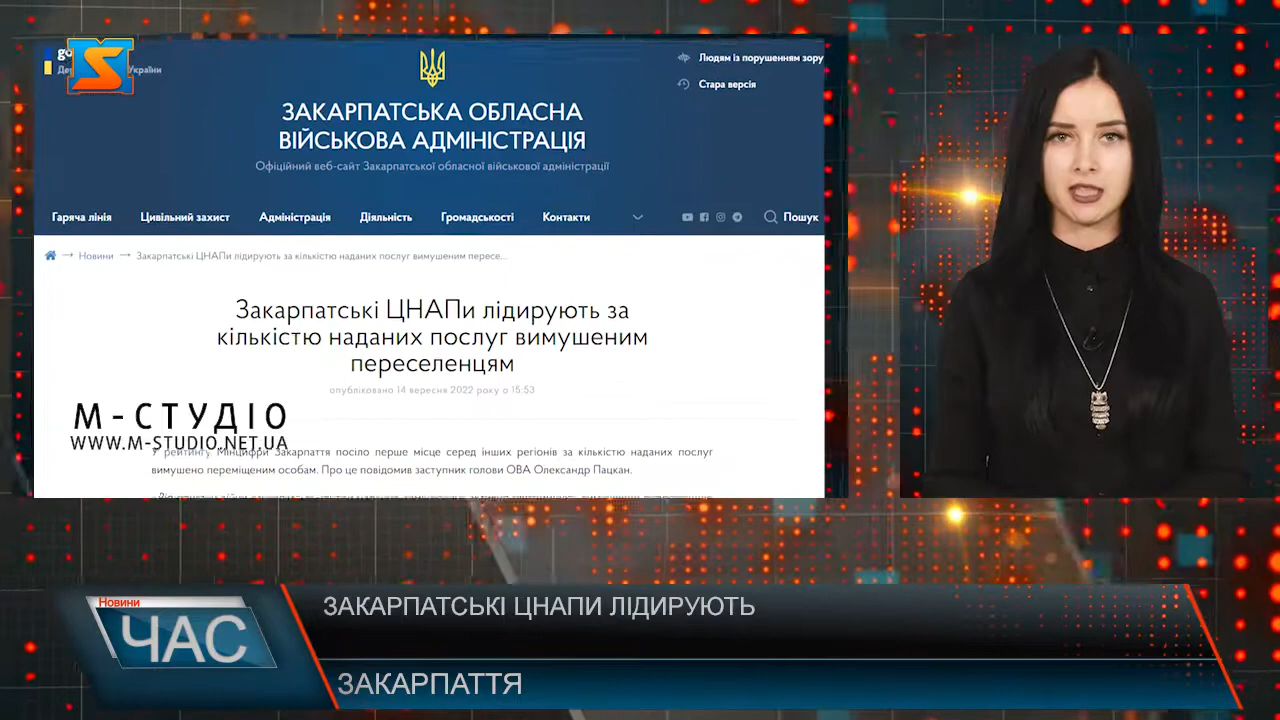 Людям із порушенням зору
України
Стара версія
ЗАКАРПАТСЬКА ОБЛАСНА
ВІЙСЬКОВА АДМІНІСТРАЦІЯ
Офіційний веб-сайт Закарпатської обласної військової адміністрації
Гаряча лінія Цивільний захист Адміністрація Діяльність Громадськості Контакти Пошук
Новини → Закарпатські ЦНАПи лідирують за кількістю наданих послуг вимушеним пересе...
Закарпатські ЦНАПи лідирують за
кількістю наданих послуг вимушеним
переселенцям
опубліковано 14 вересня 2022 року о 15:53
М-СТУДІО
WWW.M-STUDIO.NET.UA
У рейтингу Мінцифри Закарпаття посіло перше місце серед інших регіонів за кількістю наданих послуг
вимушено переміщеним особам. Про це повідомив заступник голови ОВА Олександр Пацкан.
Новини
ЧАС
ЗАКАРПАТСЬКІ ЦНАПИ ЛІДИРУЮТЬ
ЗАКАРПАТТЯ